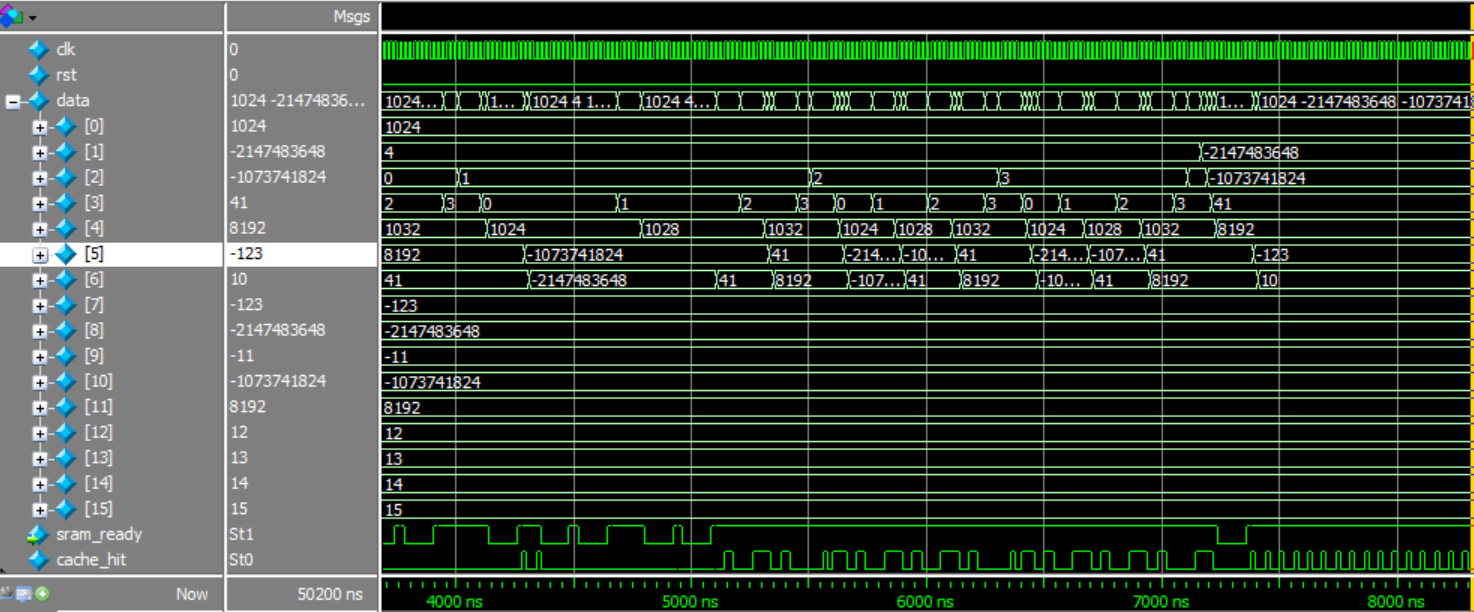 Msgs
clk 0
rst 0
data 1024 -21474836... 1024... 1... 1024 4 1... 1024 4... 1... 1024 -2147483648 -1073741
[0] 1024 1024
[1] -2147483648 4 -2147483648
[2] -1073741824 0 1 2 3 -1073741824
[3] 41 2 3 0 1 2 3 0 1 2 3 0 1 2 3 41
[4] 8192 1032 1024 1028 1032 1024 1028 1032 1024 1028 1032 8192
[5] -123 8192 -1073741824 41 -214... -10... 41 -214... -107... 41 -123
[6] 10 41 -2147483648 41 8192 -107... 41 8192 -10... 41 8192 10
[7] -123 -123
[8] -2147483648 -2147483648
[9] -11 -11
[10] -1073741824 -1073741824
[11] 8192 8192
[12] 12 12
[13] 13 13
[14] 14 14
[15] 15 15
sram_ready St1
cache_hit St0
Now 50200 ns 4000 ns 5000 ns 6000 ns 7000 ns 8000 ns